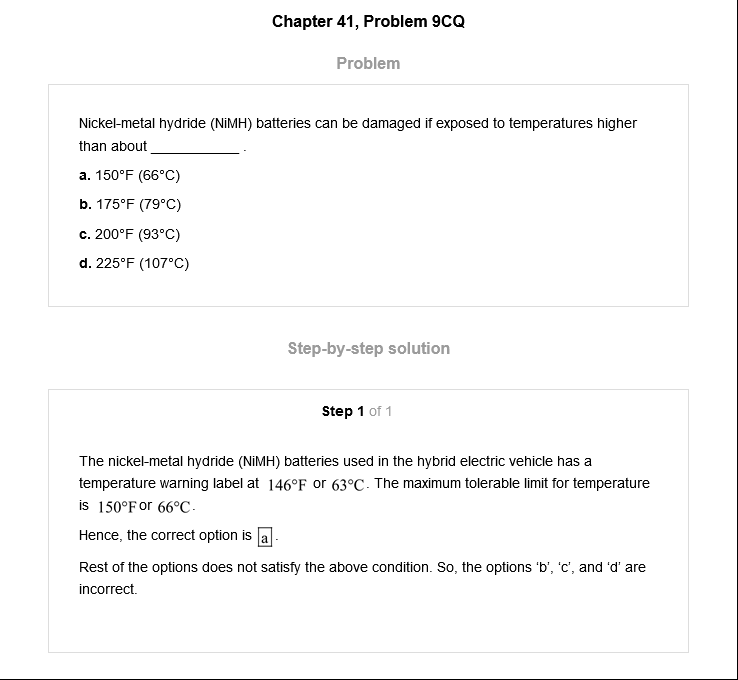 Chapter 41, Problem 9CQ
Problem
Nickel-metal hydride (NiMH) batteries can be damaged if exposed to temperatures higher
than about ___________ .
a. 150°F (66°C)
b. 175°F (79°C)
c. 200°F (93°C)
d. 225°F (107°C)
Step-by-step solution
Step 1 of 1
The nickel-metal hydride (NiMH) batteries used in the hybrid electric vehicle has a
temperature warning label at 146°F or 63°C. The maximum tolerable limit for temperature
is 150°F or 66°C.
Hence, the correct option is a.
Rest of the options does not satisfy the above condition. So, the options ‘b’, ‘c’, and ‘d’ are
incorrect.